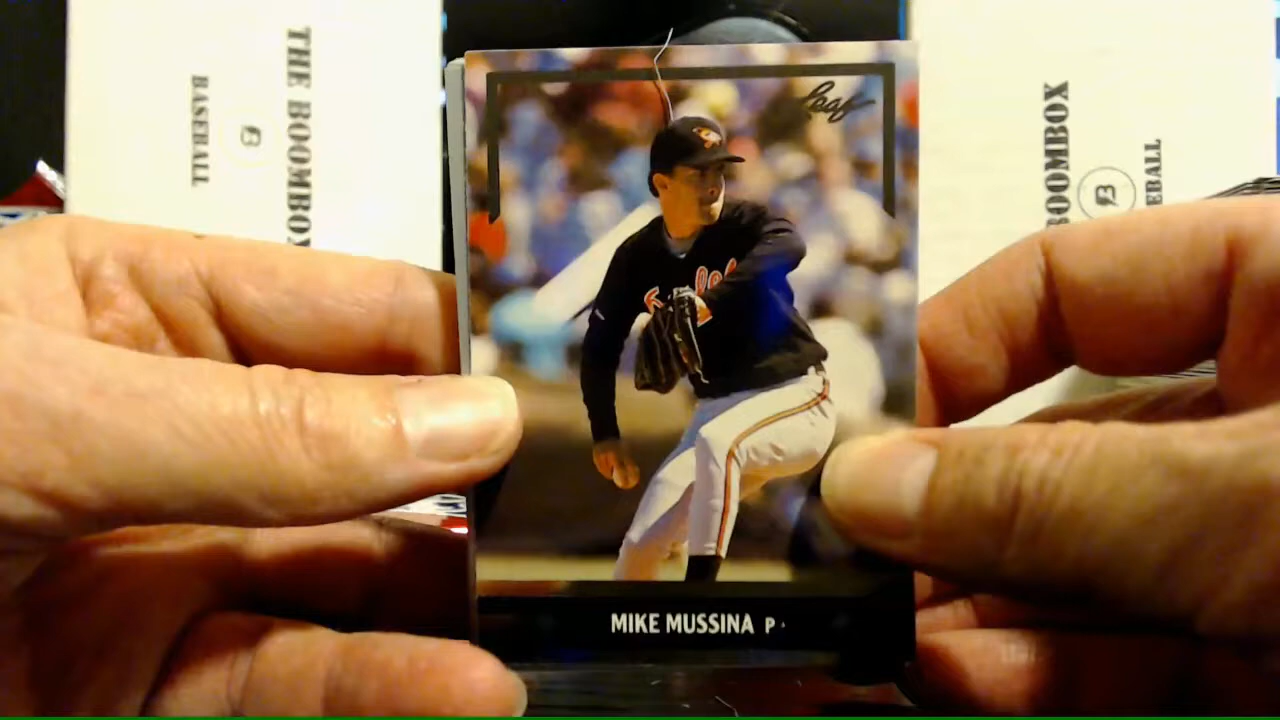 THE BOOMBOX
BASEBALL
B
Leaf
MIKE MUSSINA P
BOOMBOX
B
EBALL